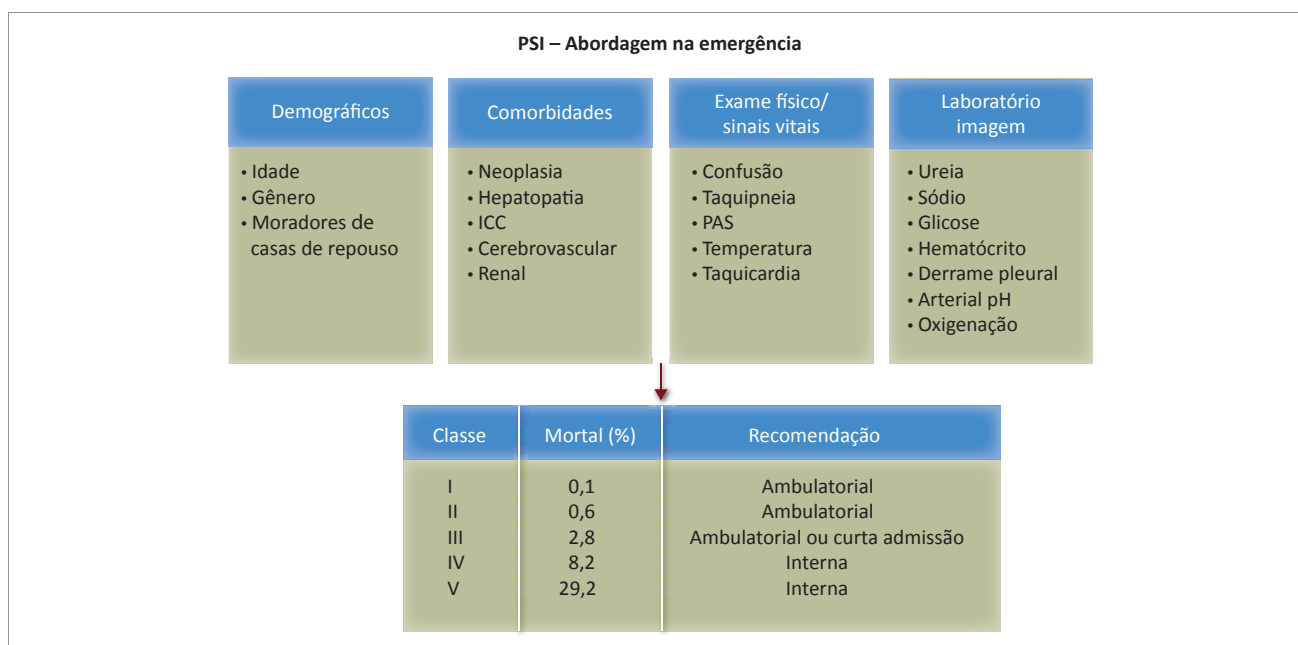 PSI – Abordagem na emergência
Demográficos
• Idade
• Gênero
• Moradores de
casas de repouso
Comorbidades
• Neoplasia
• Hepatopatia
• ICC
• Cerebrovascular
• Renal
Exame físico/
sinais vitais
• Confusão
• Taquipneia
• PAS
• Temperatura
• Taquicardia
Laboratório
imagem
• Ureia
• Sódio
• Glicose
• Hematócrito
• Derrame pleural
• Arterial pH
• Oxigenação
Classe Mortal (%) Recomendação
I 0,1 Ambulatorial
II 0,6 Ambulatorial
III 2,8 Ambulatorial ou curta admissão
IV 8,2 Interna
V 29,2 Interna